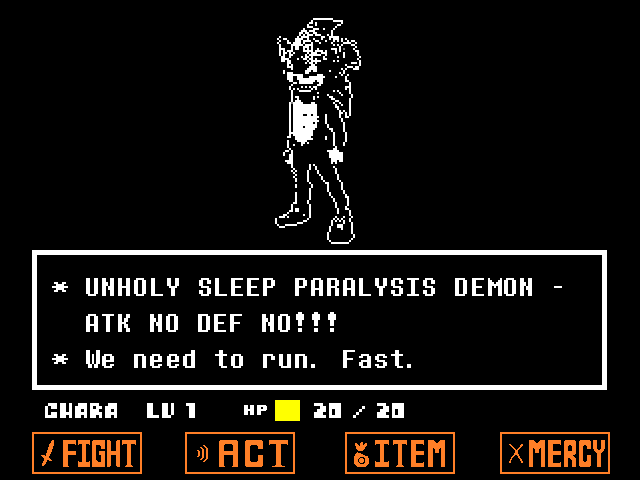 * UNHOLY SLEEP PARALYSIS DEMON -
ATK NO DEF NO!!!
* We need to run. Fast.
CHARA LV 1 HP 20 / 20
FIGHT ACT ITEM MERCY